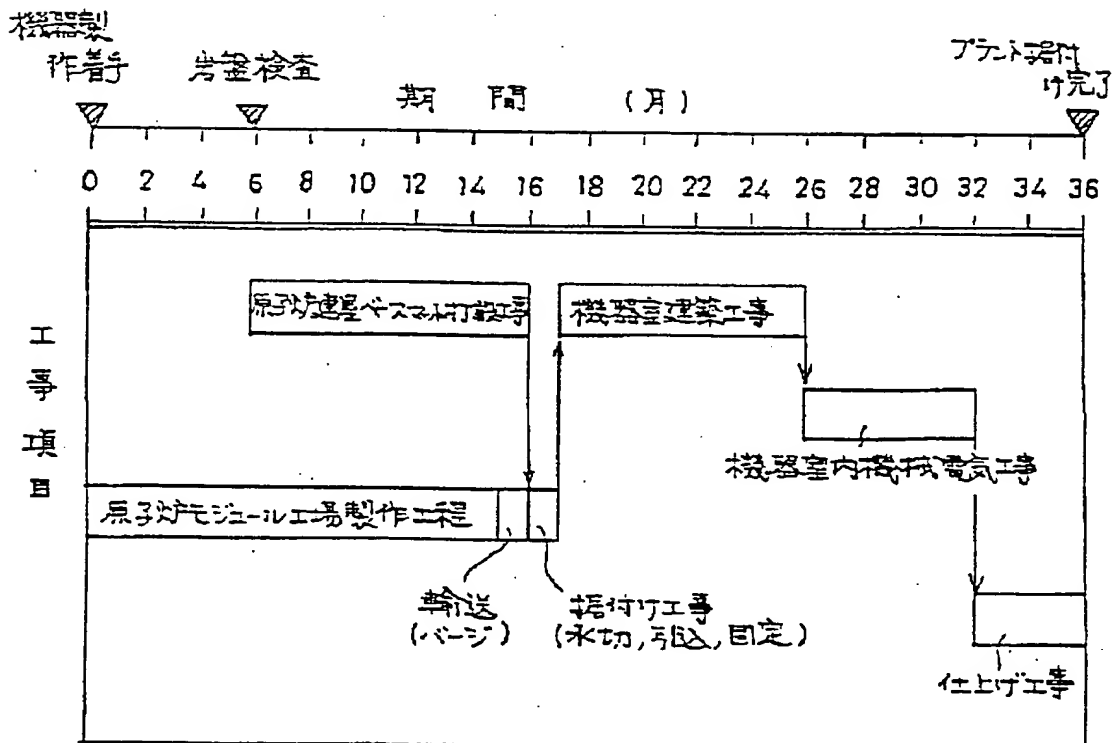 機器製
作着手
岩盤検査
プラント据付
け完了
期 間 (月)
0 2 4 6 8 10 12 14 16 18 20 22 24 26 28 30 32 34 36
工事項目
原子炉建屋ベースマット打設工事
機器室建築工事
機器室内機械電気工事
原子炉モジュール工場製作工程
輸送
(バージ)
据付け工事
(水切,引込,固定)
仕上げ工事